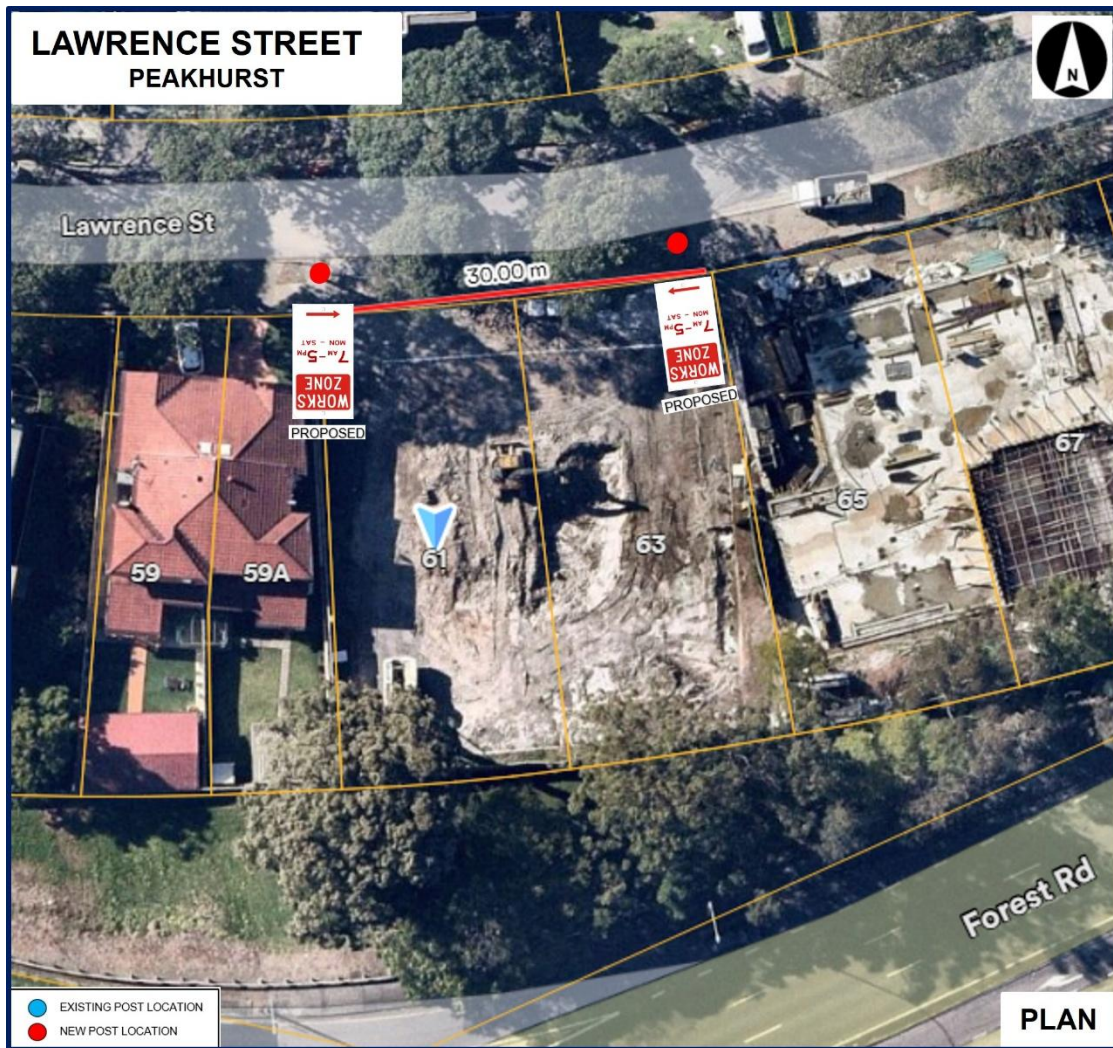 LAWRENCE STREET
PEAKHURST
N
Lawrence St
30.00 m
7AM-5PM
MON - SAT
WORKS
ZONE
PROPOSED
7AM-5PM
MON - SAT
WORKS
ZONE
PROPOSED
59
59A
61
63
65
67
Forest Rd
EXISTING POST LOCATION
NEW POST LOCATION
PLAN